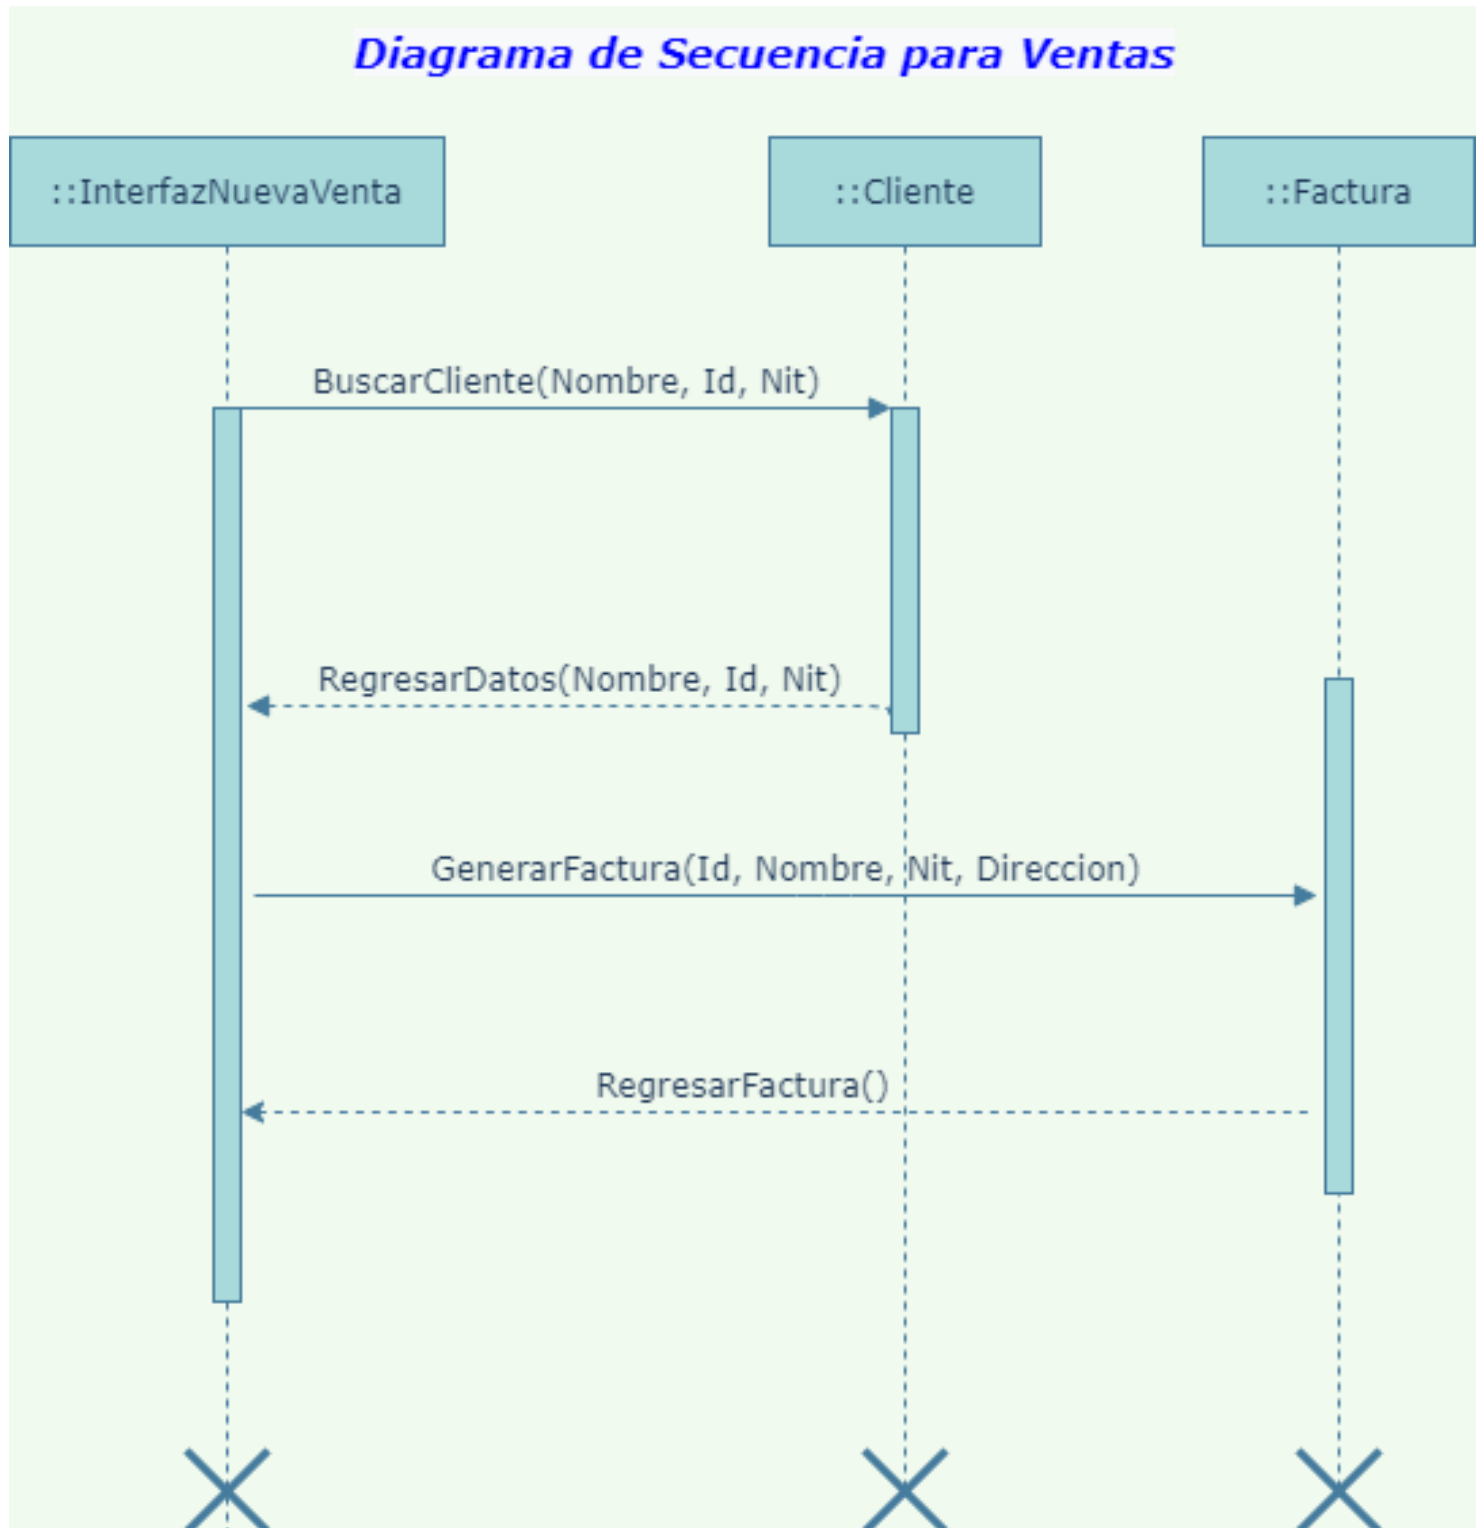 Diagrama de Secuencia para Ventas
::InterfazNuevaVenta
::Cliente
::Factura
BuscarCliente(Nombre, Id, Nit)
RegresarDatos(Nombre, Id, Nit)
GenerarFactura(Id, Nombre, Nit, Direccion)
RegresarFactura()